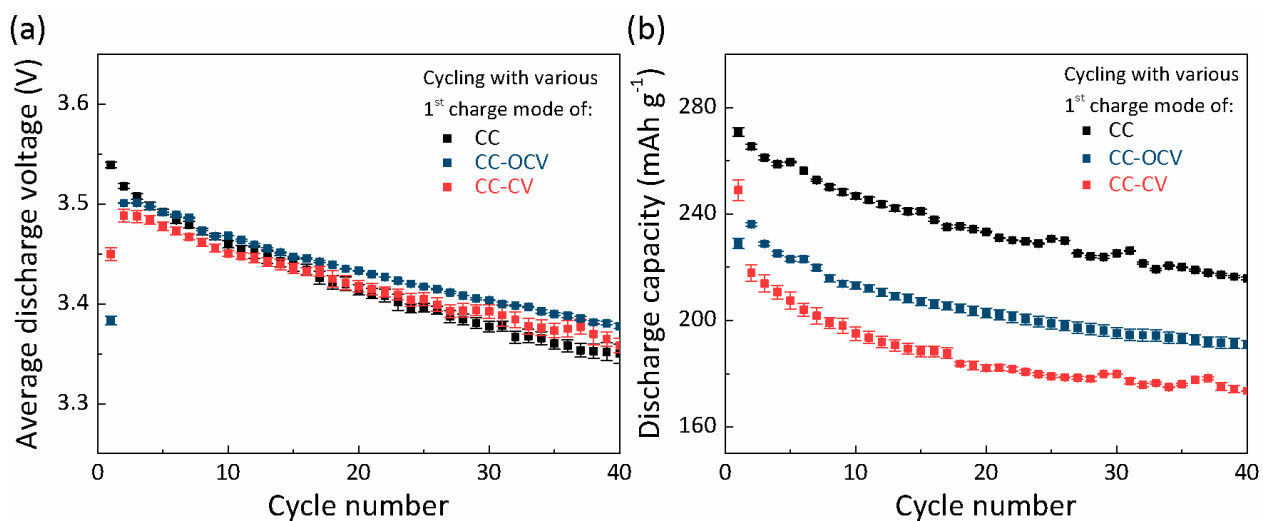 (a)
Average discharge voltage (V)
3.6
3.5
3.4
3.3
Cycling with various
1st charge mode of:
CC
CC-OCV
CC-CV
0
10
20
30
40
Cycle number
(b)
Discharge capacity (mAh g-1)
280
240
200
160
Cycling with various
1st charge mode of:
CC
CC-OCV
CC-CV
0
10
20
30
40
Cycle number